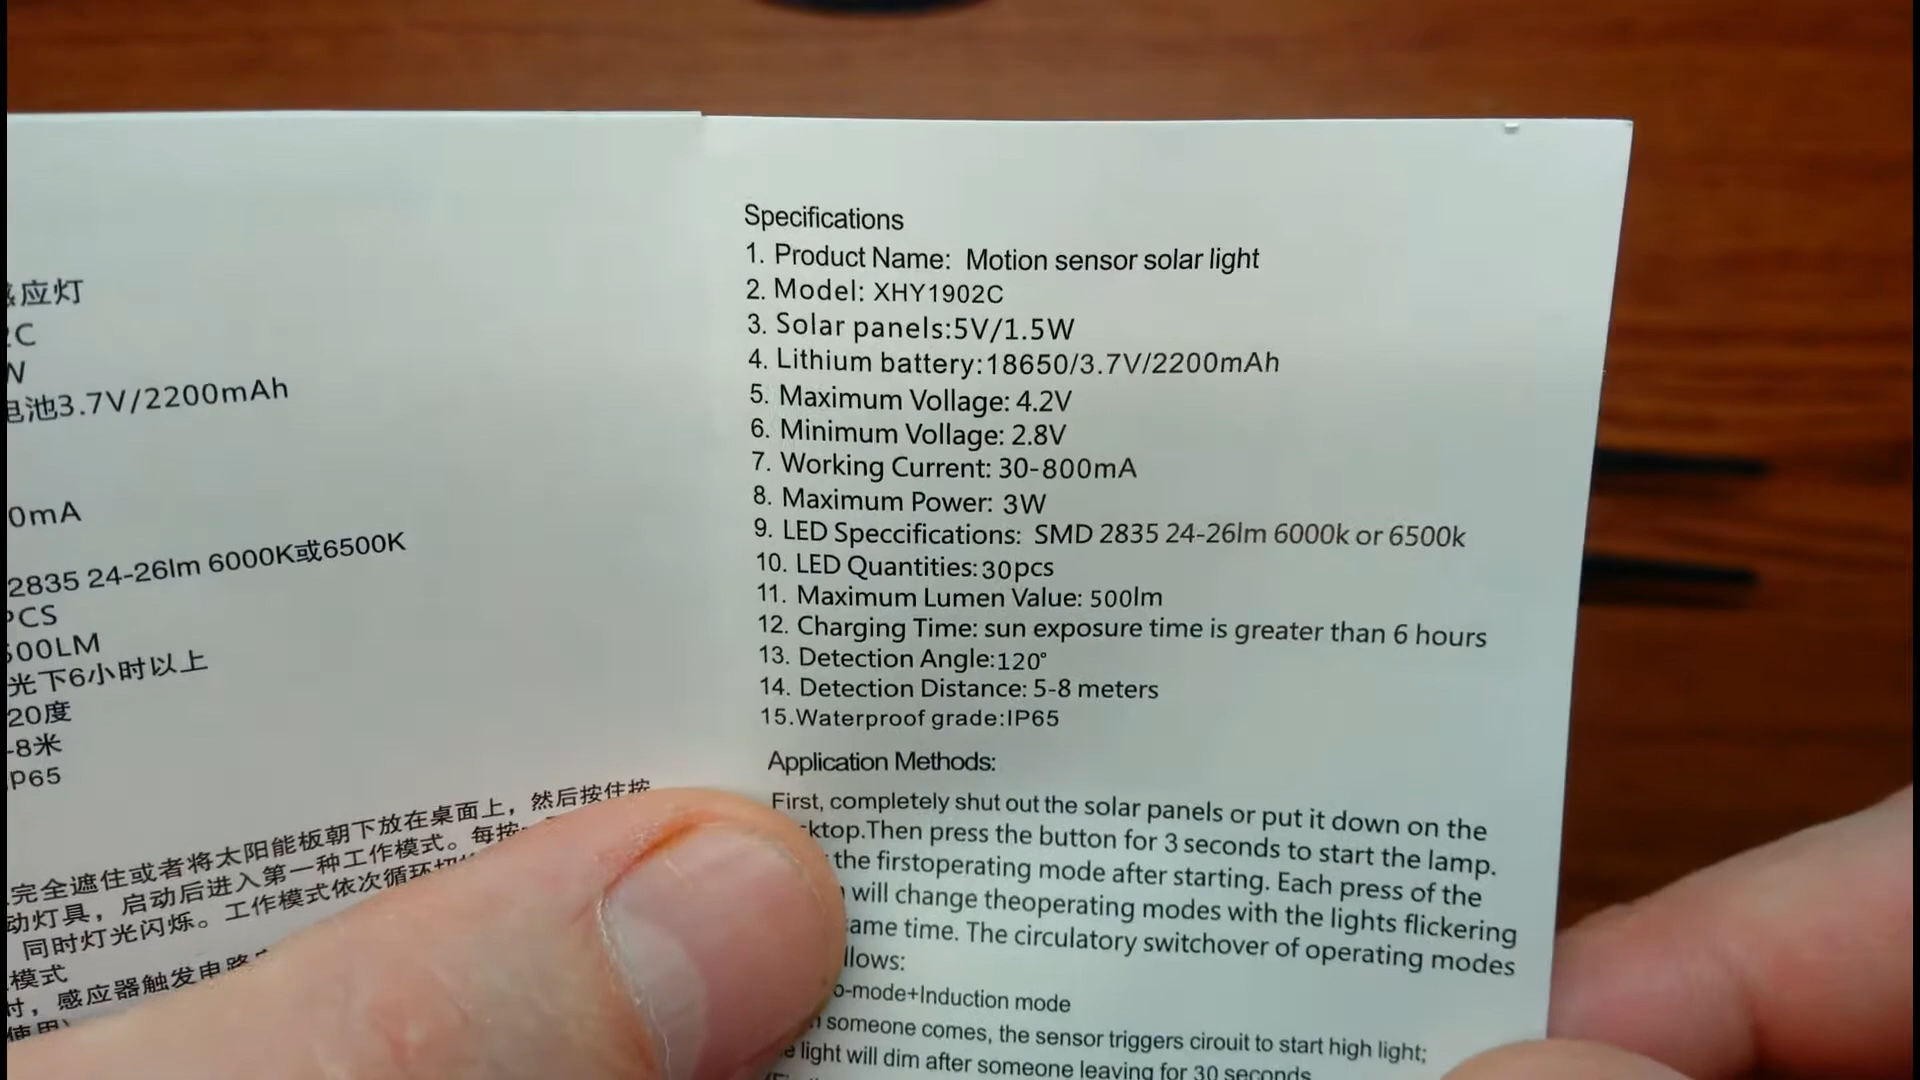 应灯
2C
W
电池3.7V/2200mAh
0mA
2835 24-26lm 6000K或6500K
PCS
500LM
光下6小时以上
20度
-8米
IP65
完全遮住或者将太阳能板朝下放在桌面上，然后按住按
动灯具，启动后进入第一种工作模式。每按
同时灯光闪烁。工作模式依次循环切
模式
时，感应器触发电路
使用）
Specifications
1. Product Name: Motion sensor solar light
2. Model: XHY1902C
3. Solar panels:5V/1.5W
4. Lithium battery:18650/3.7V/2200mAh
5. Maximum Vollage: 4.2V
6. Minimum Vollage: 2.8V
7. Working Current: 30-800mA
8. Maximum Power: 3W
9. LED Speccifications: SMD 2835 24-26lm 6000k or 6500k
10. LED Quantities:30pcs
11. Maximum Lumen Value: 500lm
12. Charging Time: sun exposure time is greater than 6 hours
13. Detection Angle:120°
14. Detection Distance: 5-8 meters
15.Waterproof grade:IP65
Application Methods:
First, completely shut out the solar panels or put it down on the
ktop.Then press the button for 3 seconds to start the lamp.
the firstoperating mode after starting. Each press of the
will change theoperating modes with the lights flickering
ame time. The circulatory switchover of operating modes
llows:
o-mode+Induction mode
someone comes, the sensor triggers cirouit to start high light;
e light will dim after someone leaving for 30 seconds